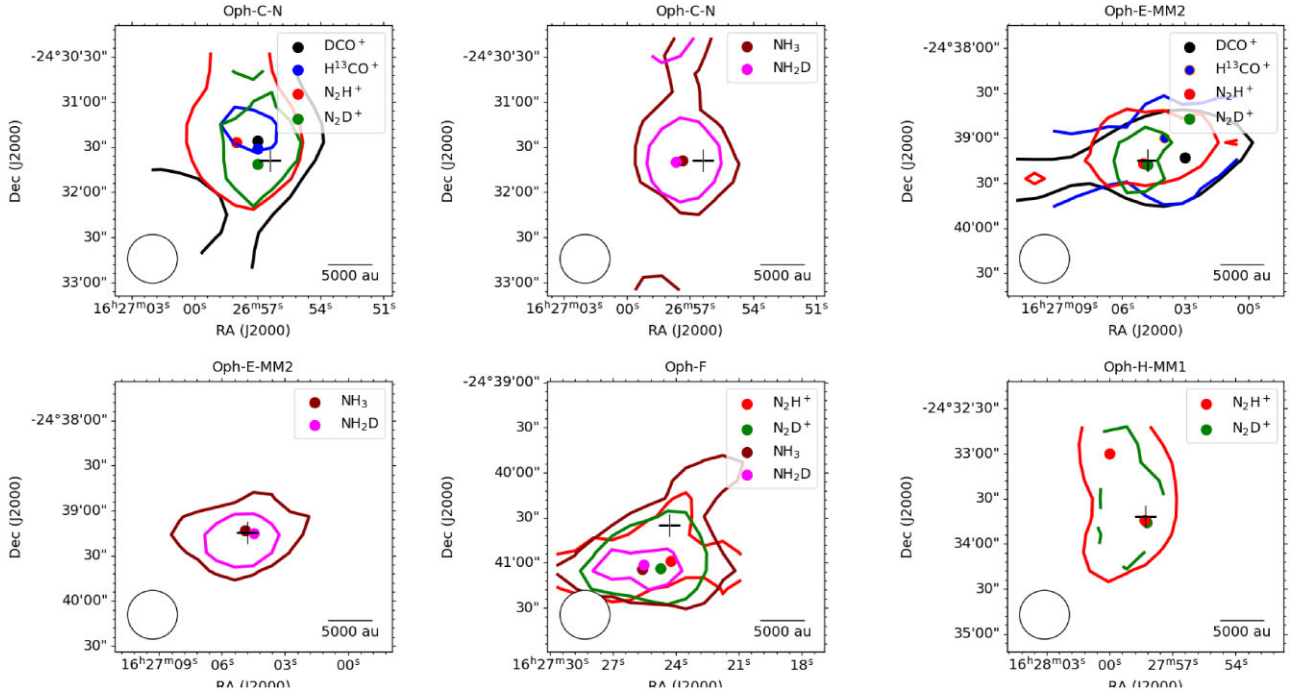 Oph-C-N
-24°30'30"
31'00"
30"
32'00"
30"
33'00"
Dec (J2000)
DCO⁺
H¹³CO⁺
N₂H⁺
N₂D⁺
5000 au
16ʰ27ᵐ03ˢ 00ˢ 26ᵐ57ˢ 54ˢ 51ˢ
RA (J2000)
Oph-C-N
-24°30'30"
31'00"
30"
32'00"
30"
33'00"
Dec (J2000)
NH₃
NH₂D
5000 au
16ʰ27ᵐ03ˢ 00ˢ 26ᵐ57ˢ 54ˢ 51ˢ
RA (J2000)
Oph-E-MM2
-24°38'00"
30"
39'00"
30"
40'00"
30"
Dec (J2000)
DCO⁺
H¹³CO⁺
N₂H⁺
N₂D⁺
5000 au
16ʰ27ᵐ09ˢ 06ˢ 03ˢ 00ˢ
RA (J2000)
Oph-E-MM2
-24°38'00"
30"
39'00"
30"
40'00"
30"
Dec (J2000)
NH₃
NH₂D
5000 au
16ʰ27ᵐ09ˢ 06ˢ 03ˢ 00ˢ
RA (J2000)
Oph-F
-24°39'00"
30"
40'00"
30"
41'00"
30"
Dec (J2000)
N₂H⁺
N₂D⁺
NH₃
NH₂D
5000 au
16ʰ27ᵐ30ˢ 27ˢ 24ˢ 21ˢ 18ˢ
RA (J2000)
Oph-H-MM1
-24°32'30"
33'00"
30"
34'00"
30"
35'00"
Dec (J2000)
N₂H⁺
N₂D⁺
5000 au
16ʰ28ᵐ03ˢ 00ˢ 27ᵐ57ˢ 54ˢ
RA (J2000)